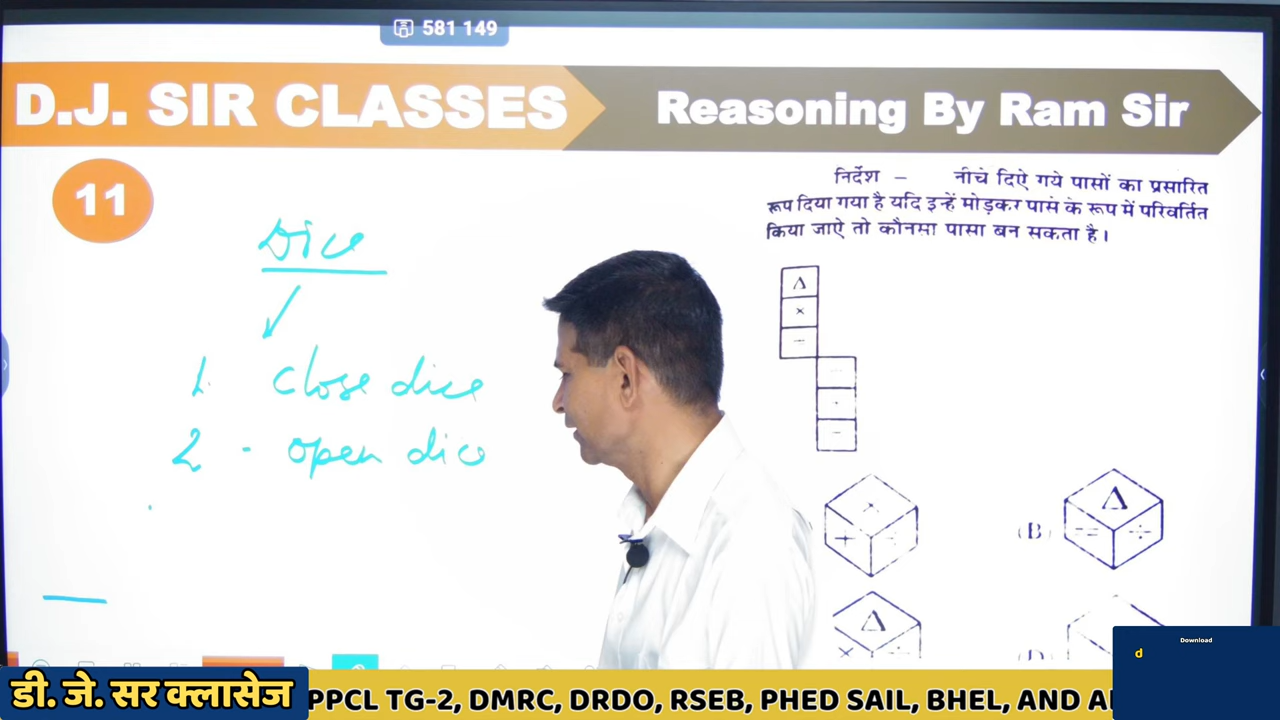 581 149
D.J. SIR CLASSES
Reasoning By Ram Sir
11
निर्देश – नीचे दिऐ गये पासों का प्रसारित
रूप दिया गया है यदि इन्हें मोड़कर पासे के रूप में परिवर्तित
किया जाऐ तो कौनसा पासा बन सकता है।
Dice
1. Close dice
2 - open dice
Δ
×
=
×
+
(B)
Δ
=
÷
Δ
×
Download
d
डी. जे. सर क्लासेज
PPCL TG-2, DMRC, DRDO, RSEB, PHED SAIL, BHEL, AND